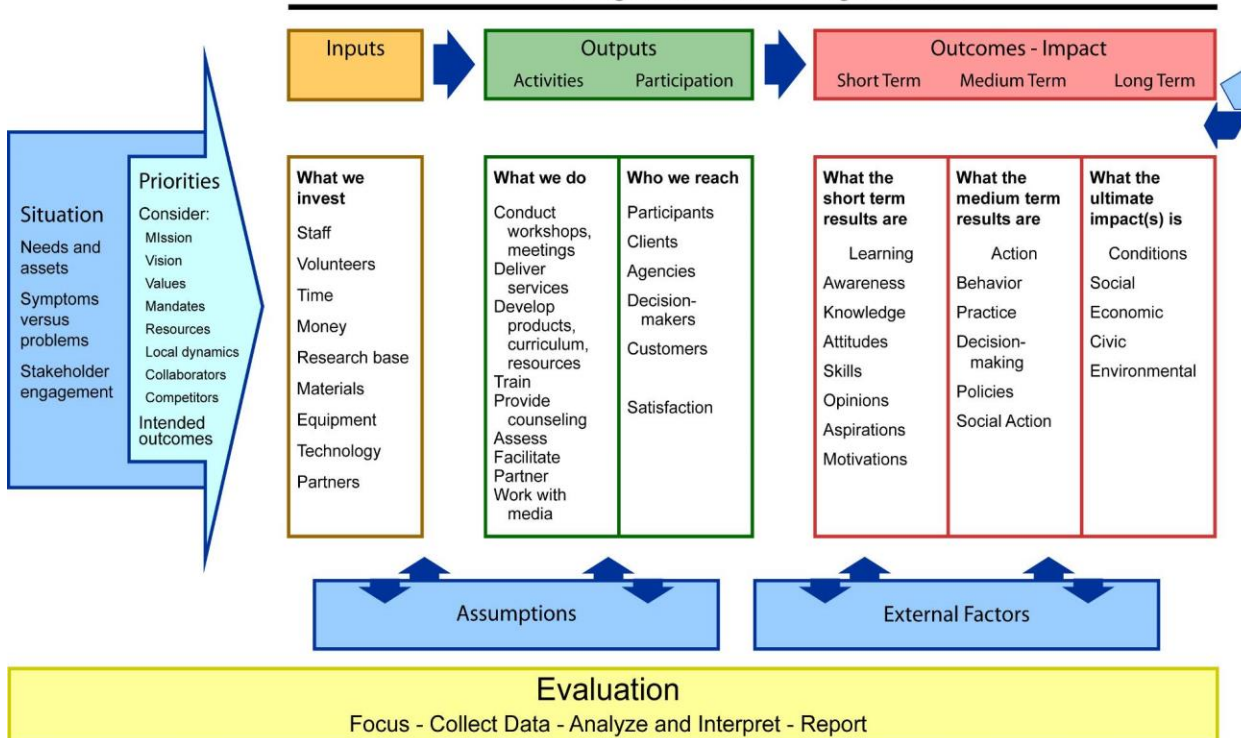 Inputs
Outputs
Activities Participation
Outcomes - Impact
Short Term Medium Term Long Term
Situation
Needs and
assets
Symptoms
versus
problems
Stakeholder
engagement
Priorities
Consider:
MIssion
Vision
Values
Mandates
Resources
Local dynamics
Collaborators
Competitors
Intended
outcomes
What we
invest
Staff
Volunteers
Time
Money
Research base
Materials
Equipment
Technology
Partners
What we do
Conduct
workshops,
meetings
Deliver
services
Develop
products,
curriculum,
resources
Train
Provide
counseling
Assess
Facilitate
Partner
Work with
media
Who we reach
Participants
Clients
Agencies
Decision-
makers
Customers
Satisfaction
What the
short term
results are
Learning
Awareness
Knowledge
Attitudes
Skills
Opinions
Aspirations
Motivations
What the
medium term
results are
Action
Behavior
Practice
Decision-
making
Policies
Social Action
What the
ultimate
impact(s) is
Conditions
Social
Economic
Civic
Environmental
Assumptions
External Factors
Evaluation
Focus - Collect Data - Analyze and Interpret - Report